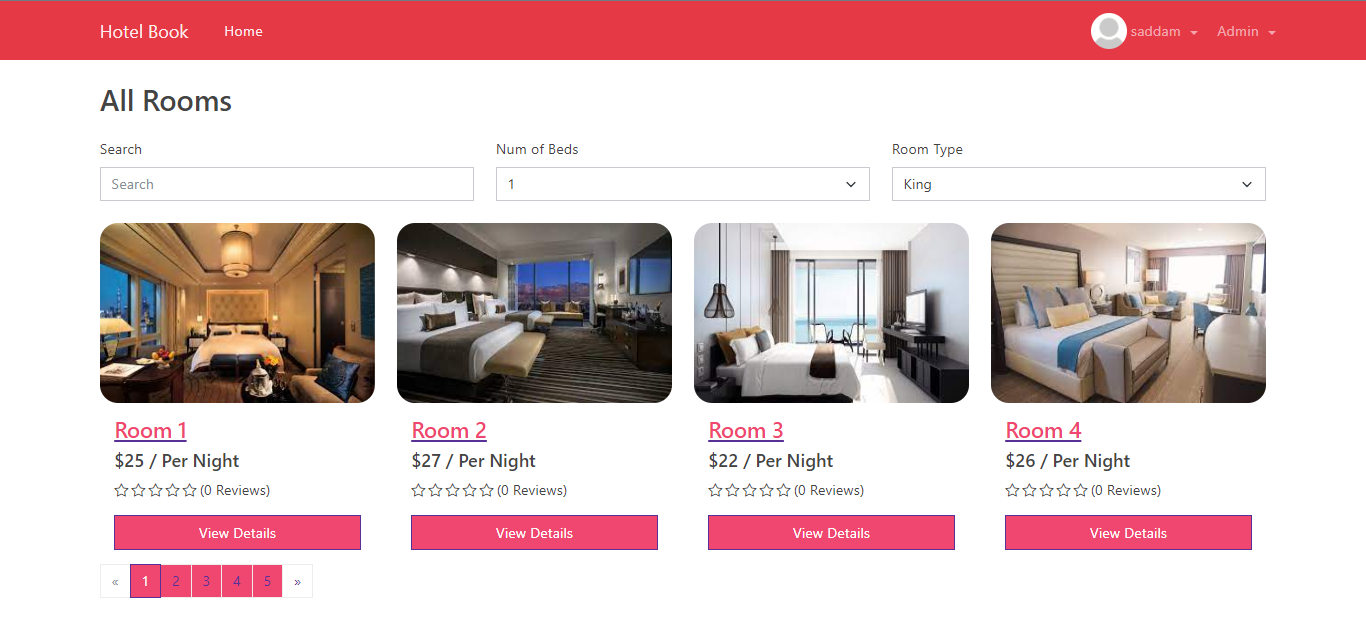 Hotel Book Home saddam Admin
All Rooms
Search Num of Beds Room Type
Search 1 King
Room 1 Room 2 Room 3 Room 4
$25 / Per Night $27 / Per Night $22 / Per Night $26 / Per Night
(0 Reviews) (0 Reviews) (0 Reviews) (0 Reviews)
View Details View Details View Details View Details
« 1 2 3 4 5 »